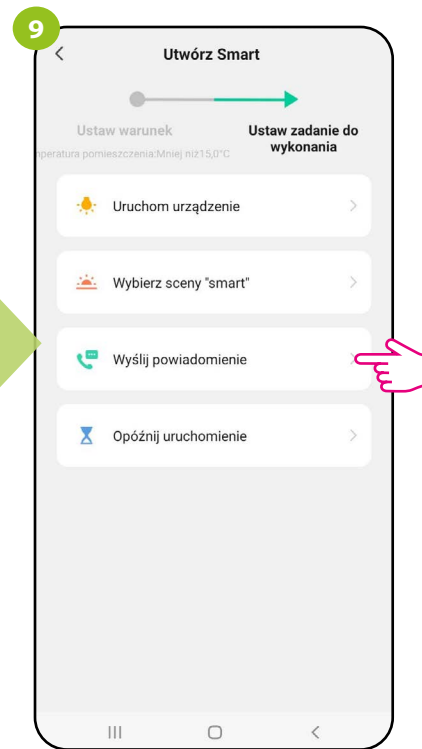 9
Utwórz Smart
Ustaw warunek
Ustaw zadanie do
wykonania
nperatura pomieszczenia:Mniej niż15,0°C
Uruchom urządzenie
Wybierz sceny "smart"
Wyślij powiadomienie
Opóźnij uruchomienie